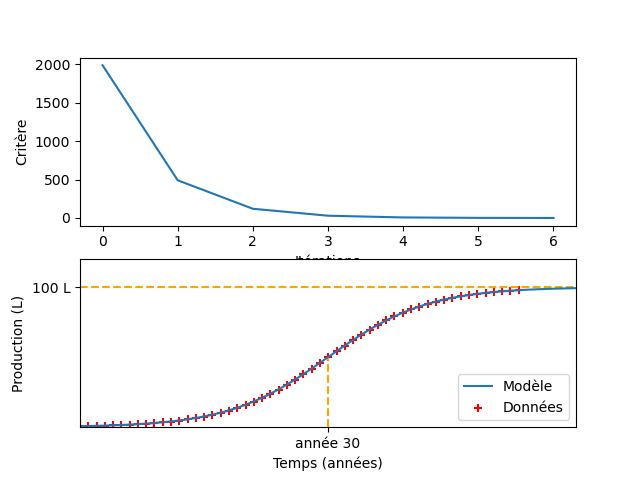 2000
1500
1000
500
0
Critère
0 1 2 3 4 5 6
100 L
Production (L)
Modèle
Données
année 30
Temps (années)